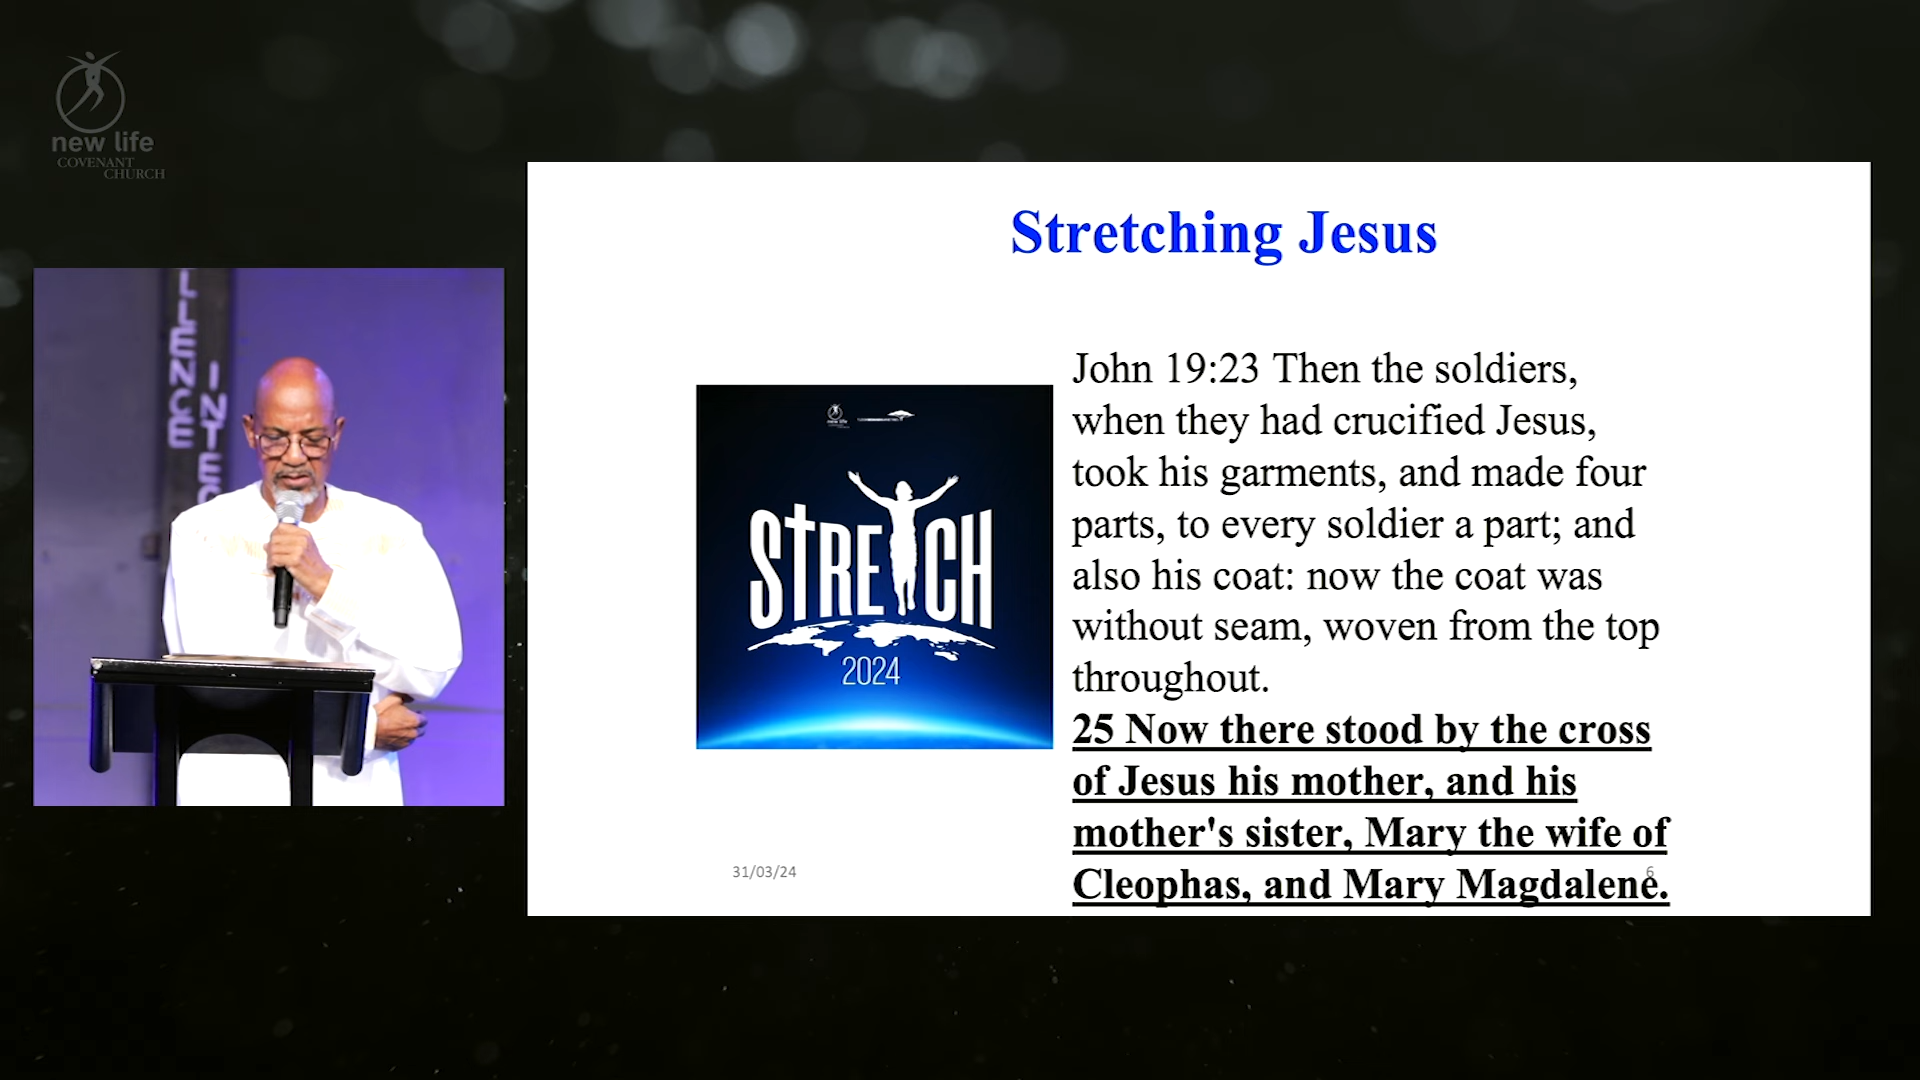 new life
COVENANT
CHURCH
LLENCE
INTEG
Stretching Jesus
STRETCH
2024
John 19:23 Then the soldiers,
when they had crucified Jesus,
took his garments, and made four
parts, to every soldier a part; and
also his coat: now the coat was
without seam, woven from the top
throughout.
25 Now there stood by the cross
of Jesus his mother, and his
mother's sister, Mary the wife of
Cleophas, and Mary Magdalene.
31/03/24
6